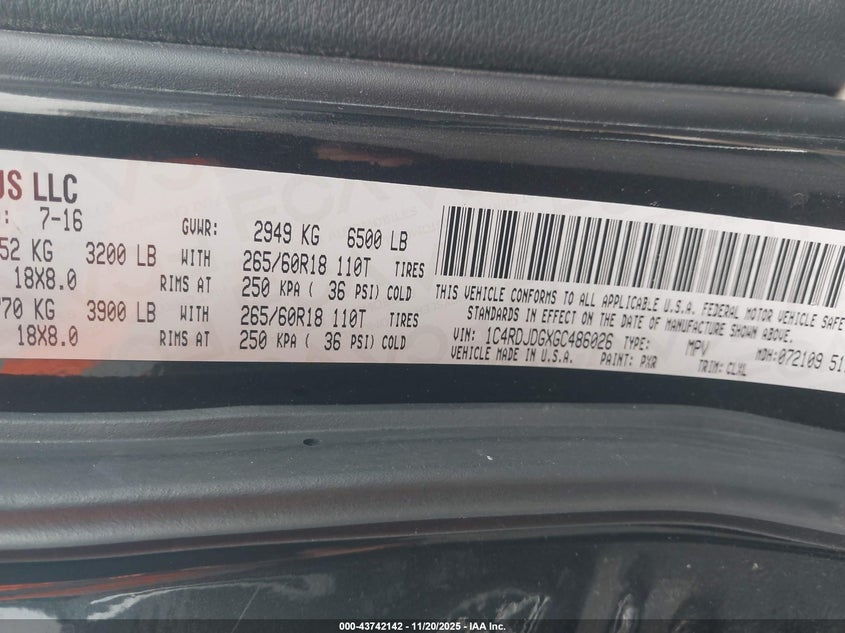 US LLC
7-16
GVWR: 2949 KG 6500 LB
52 KG 3200 LB WITH 265/60R18 110T TIRES
18X8.0 RIMS AT 250 KPA ( 36 PSI) COLD
70 KG 3900 LB WITH 265/60R18 110T TIRES
18X8.0 RIMS AT 250 KPA ( 36 PSI) COLD
THIS VEHICLE CONFORMS TO ALL APPLICABLE U.S.A. FEDERAL MOTOR VEHICLE SAFE
STANDARDS IN EFFECT ON THE DATE OF MANUFACTURE SHOWN ABOVE.
VIN: 1C4RDJDGXGC486026 TYPE: MPV MDH:072109 51
VEHICLE MADE IN U.S.A. PAINT: PXR TRIM: CLXL
000-43742142 - 11/20/2025 - IAA Inc.